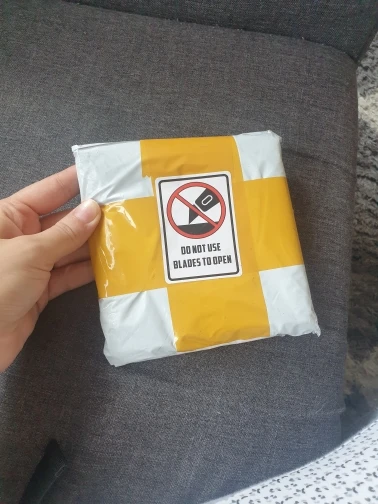 DO NOT USE
BLADES TO OPEN